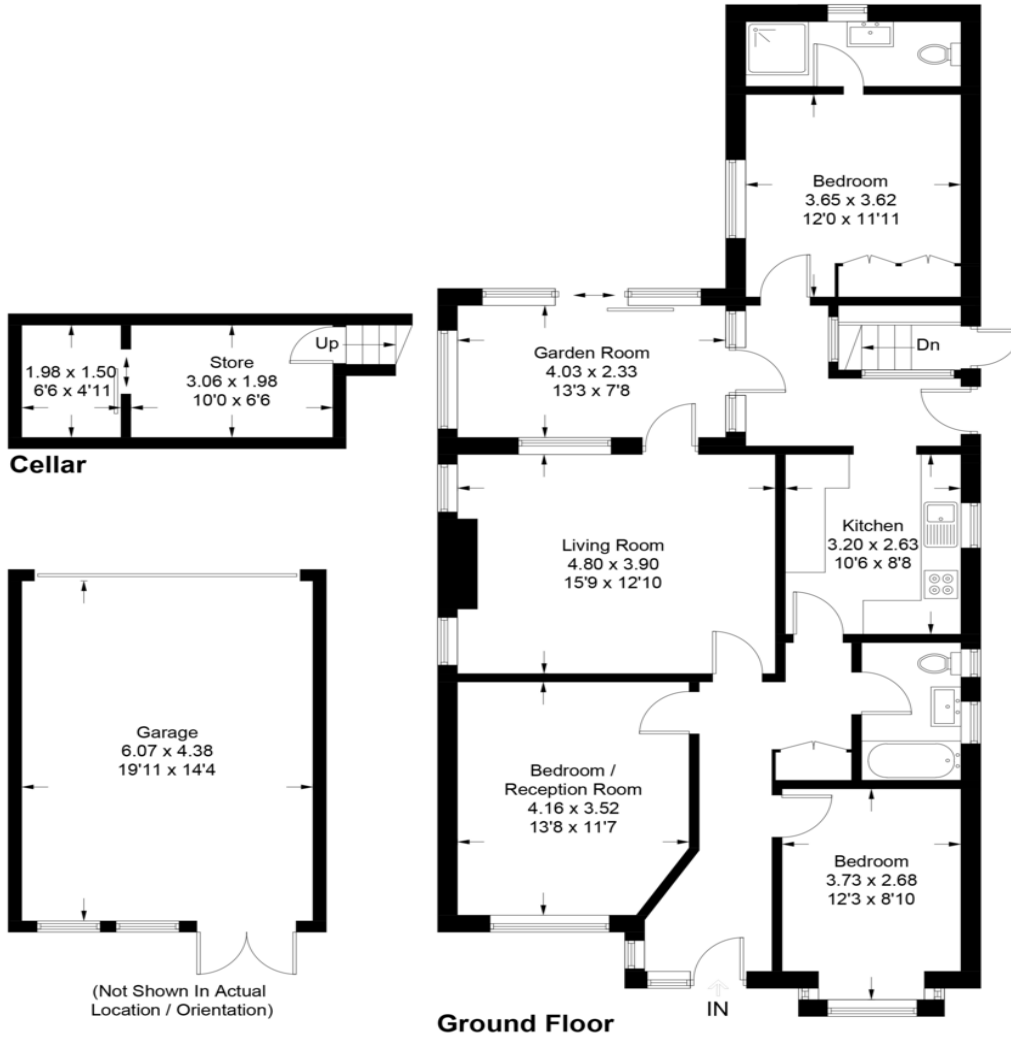 Bedroom
3.65 x 3.62
12'0 x 11'11
Garden Room
4.03 x 2.33
13'3 x 7'8
Dn
1.98 x 1.50
6'6 x 4'11
Store
3.06 x 1.98
10'0 x 6'6
Up
Cellar
Living Room
4.80 x 3.90
15'9 x 12'10
Kitchen
3.20 x 2.63
10'6 x 8'8
Garage
6.07 x 4.38
19'11 x 14'4
(Not Shown In Actual
Location / Orientation)
Bedroom /
Reception Room
4.16 x 3.52
13'8 x 11'7
Bedroom
3.73 x 2.68
12'3 x 8'10
IN
Ground Floor